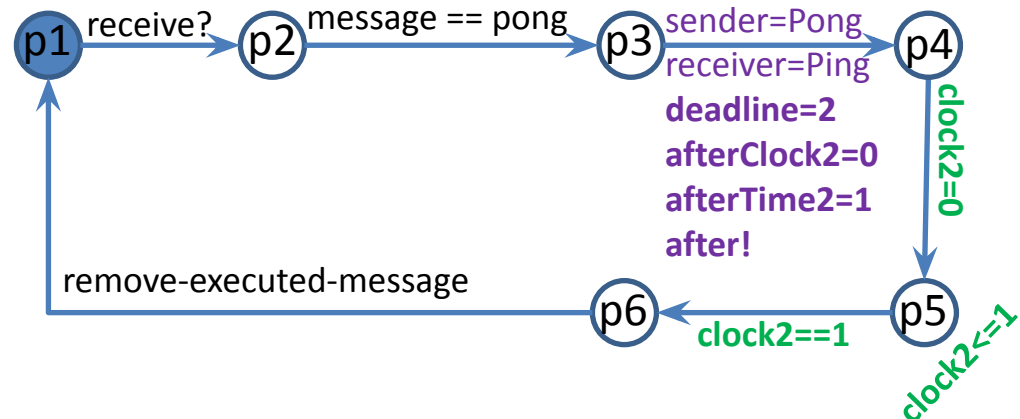 p1
receive?
p2
message == pong
p3
sender=Pong
receiver=Ping
deadline=2
afterClock2=0
afterTime2=1
after!
p4
clock2=0
p5
clock2<=1
clock2==1
p6
remove-executed-message